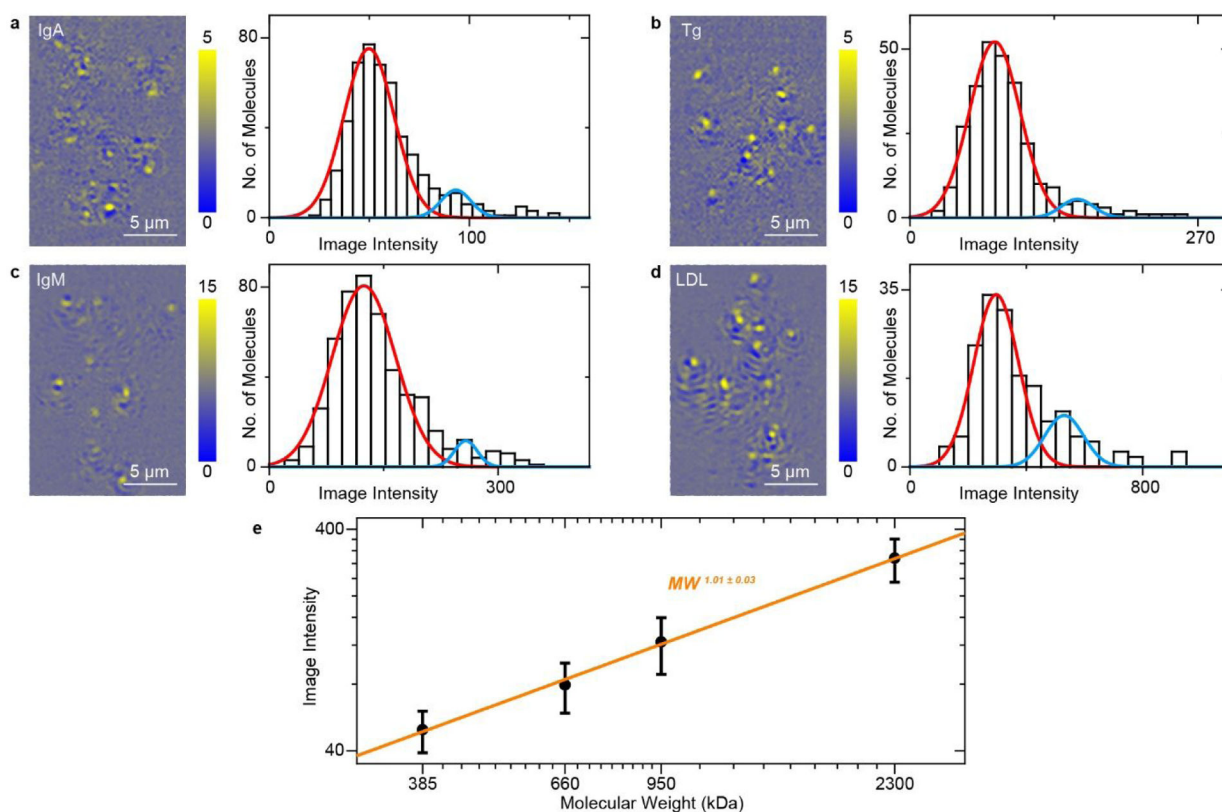 a
IgA
5
0
5 µm
80
0
No. of Molecules
0
100
Image Intensity
b
Tg
5
0
5 µm
50
0
No. of Molecules
0
270
Image Intensity
c
IgM
15
0
5 µm
80
0
No. of Molecules
0
300
Image Intensity
d
LDL
15
0
5 µm
35
0
No. of Molecules
0
800
Image Intensity
e
400
40
Image Intensity
MW 1.01 ± 0.03
385
660
950
2300
Molecular Weight (kDa)